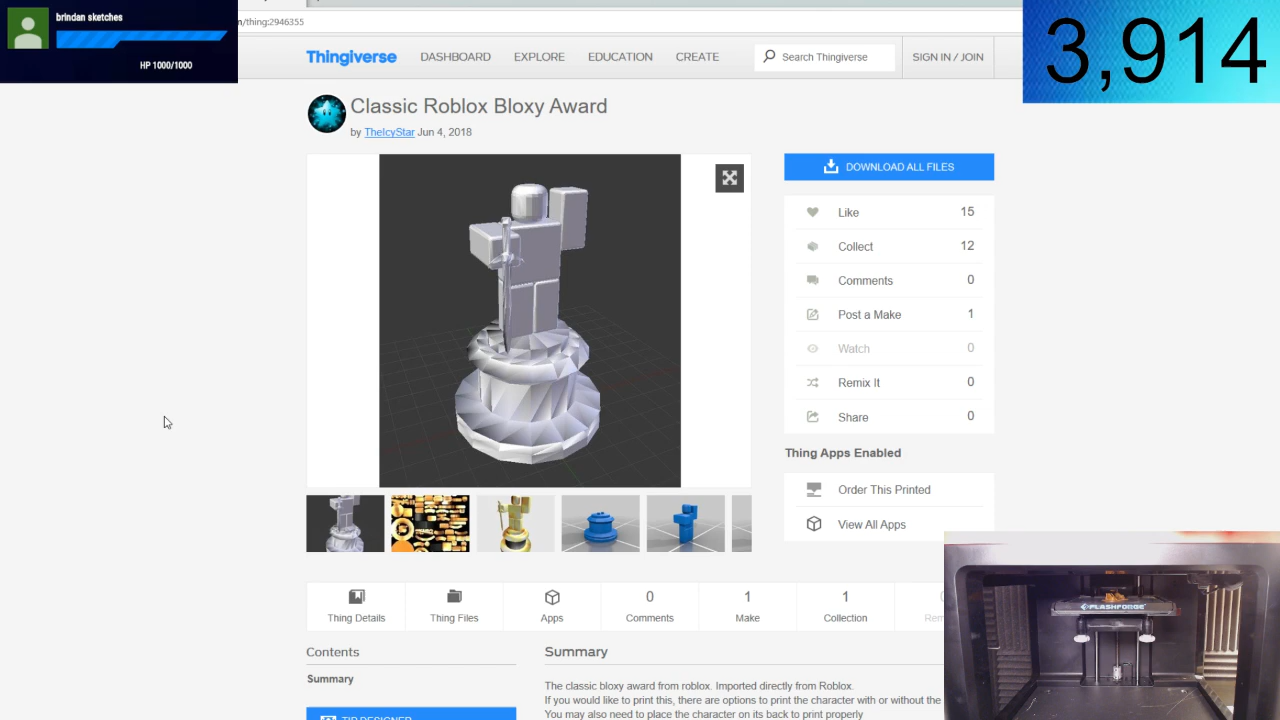 brindan sketches
HP 1000/1000
n/thing:2946355
3,914
Thingiverse DASHBOARD EXPLORE EDUCATION CREATE Search Thingiverse SIGN IN / JOIN
Classic Roblox Bloxy Award
by TheIcyStar Jun 4, 2018
DOWNLOAD ALL FILES
Like 15
Collect 12
Comments 0
Post a Make 1
Watch 0
Remix It 0
Share 0
Thing Apps Enabled
Order This Printed
View All Apps
Thing Details
Thing Files
Apps
0 Comments
1 Make
1 Collection
0 Rem
FLASHFORGE
Contents
Summary
TIP DESIGNER
Summary
The classic bloxy award from roblox. Imported directly from Roblox.
If you would like to print this, there are options to print the character with or without the
You may also need to place the character on its back to print properly